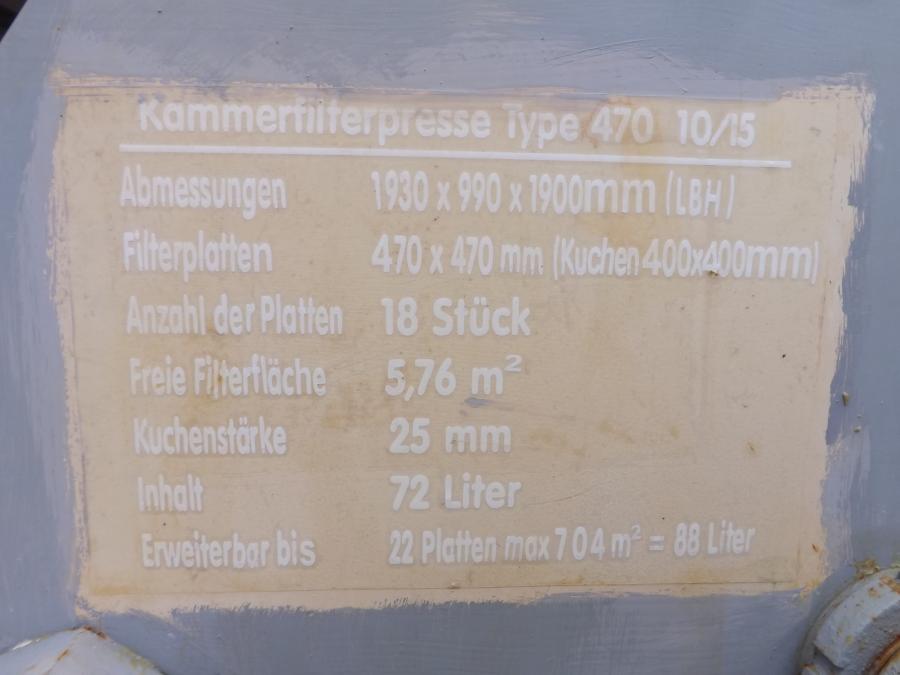 Kammerfilterpresse Type 470 10/15
Abmessungen 1930 x 990 x 1900mm (LBH)
Filterplatten 470 x 470 mm (Kuchen 400x400mm)
Anzahl der Platten 18 Stück
Freie Filterfläche 5,76 m²
Kuchenstärke 25 mm
Inhalt 72 Liter
Erweiterbar bis 22 Platten max 7 0 4 m² = 88 Liter